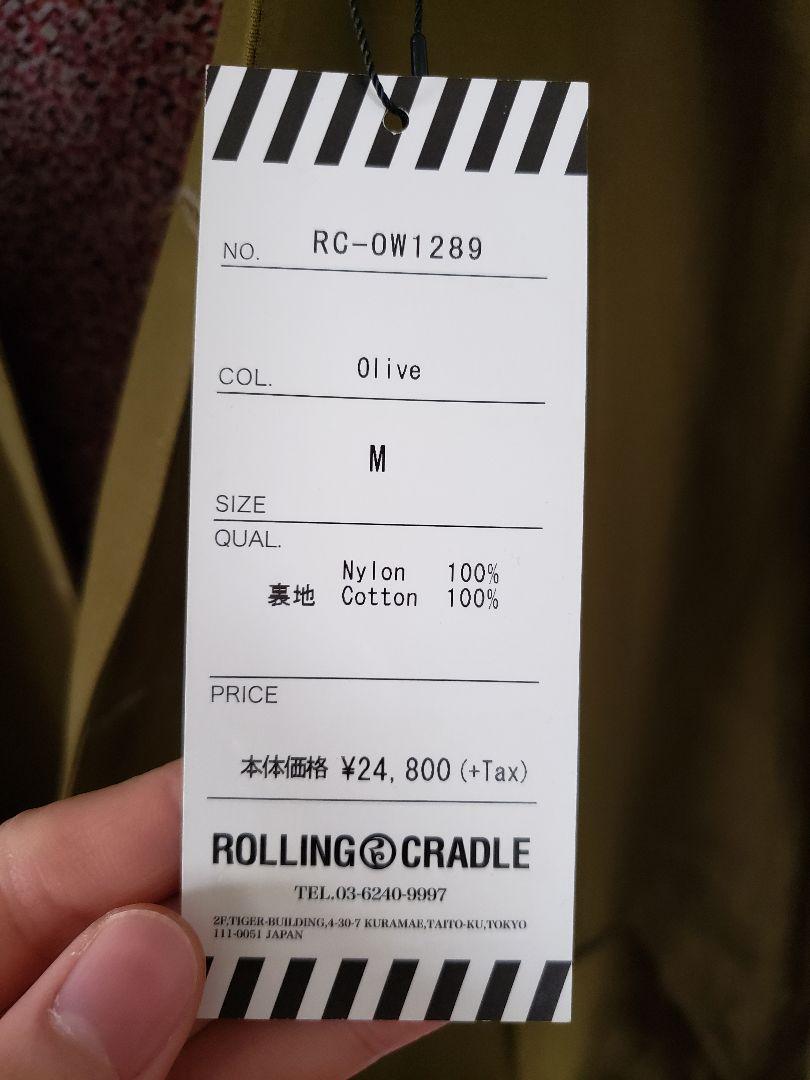 NO. RC-OW1289
COL. Olive
M
SIZE
QUAL.
Nylon 100%
裏地 Cotton 100%
PRICE
本体価格 ¥24,800(+Tax)
ROLLING CRADLE
TEL.03-6240-9997
2F,TIGER-BUILDING,4-30-7 KURAMAE,TAITO-KU,TOKYO
111-0051 JAPAN